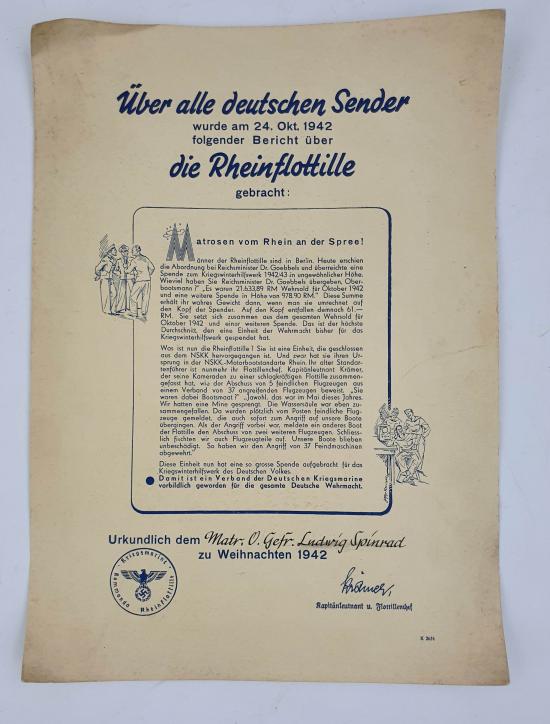 Über alle deutschen Sender
wurde am 24. Okt. 1942
folgender Bericht über
die Rheinflottille
gebracht:
Matrosen vom Rhein an der Spree!
Männer der Rheinflottille sind in Berlin. Heute erschien
die Abordnung bei Reichsminister Dr. Goebbels und überreichte eine
Spende zum Kriegswinterhilfswerk 1942/43 in ungewöhnlicher Höhe.
Wieviel haben Sie Reichsminister Dr. Goebbels übergeben, Ober-
bootsmann?" „Es waren 21.633,89 RM Wehrsold für Oktober 1942
und eine weitere Spende in Höhe von 978.90 RM." Diese Summe
erhält ihr wahres Gewicht dann, wenn man sie umrechnet auf
den Kopf der Spender. Auf den Kopf entfallen demnach 61.—
RM. Sie setzt sich zusammen aus dem gesamten Wehrsold für
Oktober 1942 und einer weiteren Spende. Das ist der höchste
Durchschnitt, den eine Einheit der Wehrmacht bisher für das
Kriegswinterhilfswerk gespendet hat.
Was ist nun die Rheinflottille? Sie ist eine Einheit, die geschlossen
aus dem NSKK hervorgegangen ist. Und zwar hat sie ihren Ur-
sprung in der NSKK-Motorbootstandarte Rhein. Ihr alter Standar-
tenführer ist nunmehr ihr Flottillenchef, Kapitänleutnant Krämer,
der seine Kameraden zu einer schlagkräftigen Flottille zusammen-
gefasst hat, wie der Abschuss von 5 feindlichen Flugzeugen aus
einem Verband von 37 angreifenden Flugzeugen beweist. „Sie
waren dabei Bootsmaat?" „Jawohl, das war im Mai dieses Jahres.
Wir hatten eine Mine gesprengt. Die Wassersäule war eben zu-
sammengefallen. Da wurden plötzlich vom Posten feindliche Flug-
zeuge gemeldet, die auch sofort zum Angriff auf unsere Boote
übergingen. Als der Angriff vorbei war, meldete ein anderes Boot
der Flottille den Abschuss von zwei weiteren Flugzeugen. Schliess-
lich fischten wir auch Flugzeugteile auf. Unsere Boote blieben
unbeschädigt. So haben wir den Angriff von 37 Feindmaschinen
abgewehrt."
Diese Einheit nun hat eine so grosse Spende aufgebracht für das
Kriegswinterhilfswerk des Deutschen Volkes.
Damit ist ein Verband der Deutschen Kriegsmarine
vorbildlich geworden für die gesamte Deutsche Wehrmacht.
Urkundlich dem Matr. O. Gefr. Ludwig Spinrad
zu Weihnachten 1942
Kriegsmarine
Kommando Rheinflottille
Krämer,
Kapitänleutnant u. Flottillenchef